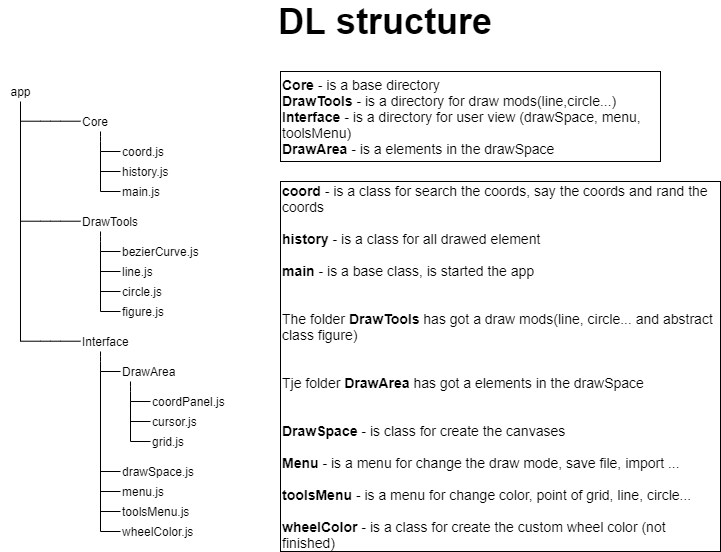 DL structure
app
Core
coord.js
history.js
main.js
DrawTools
bezierCurve.js
line.js
circle.js
figure.js
Interface
DrawArea
coordPanel.js
cursor.js
grid.js
drawSpace.js
menu.js
toolsMenu.js
wheelColor.js
Core - is a base directory
DrawTools - is a directory for draw mods(line,circle...)
Interface - is a directory for user view (drawSpace, menu,
toolsMenu)
DrawArea - is a elements in the drawSpace
coord - is a class for search the coords, say the coords and rand the
coords
history - is a class for all drawed element
main - is a base class, is started the app
The folder DrawTools has got a draw mods(line, circle... and abstract
class figure)
Tje folder DrawArea has got a elements in the drawSpace
DrawSpace - is class for create the canvases
Menu - is a menu for change the draw mode, save file, import ...
toolsMenu - is a menu for change color, point of grid, line, circle...
wheelColor - is a class for create the custom wheel color (not
finished)